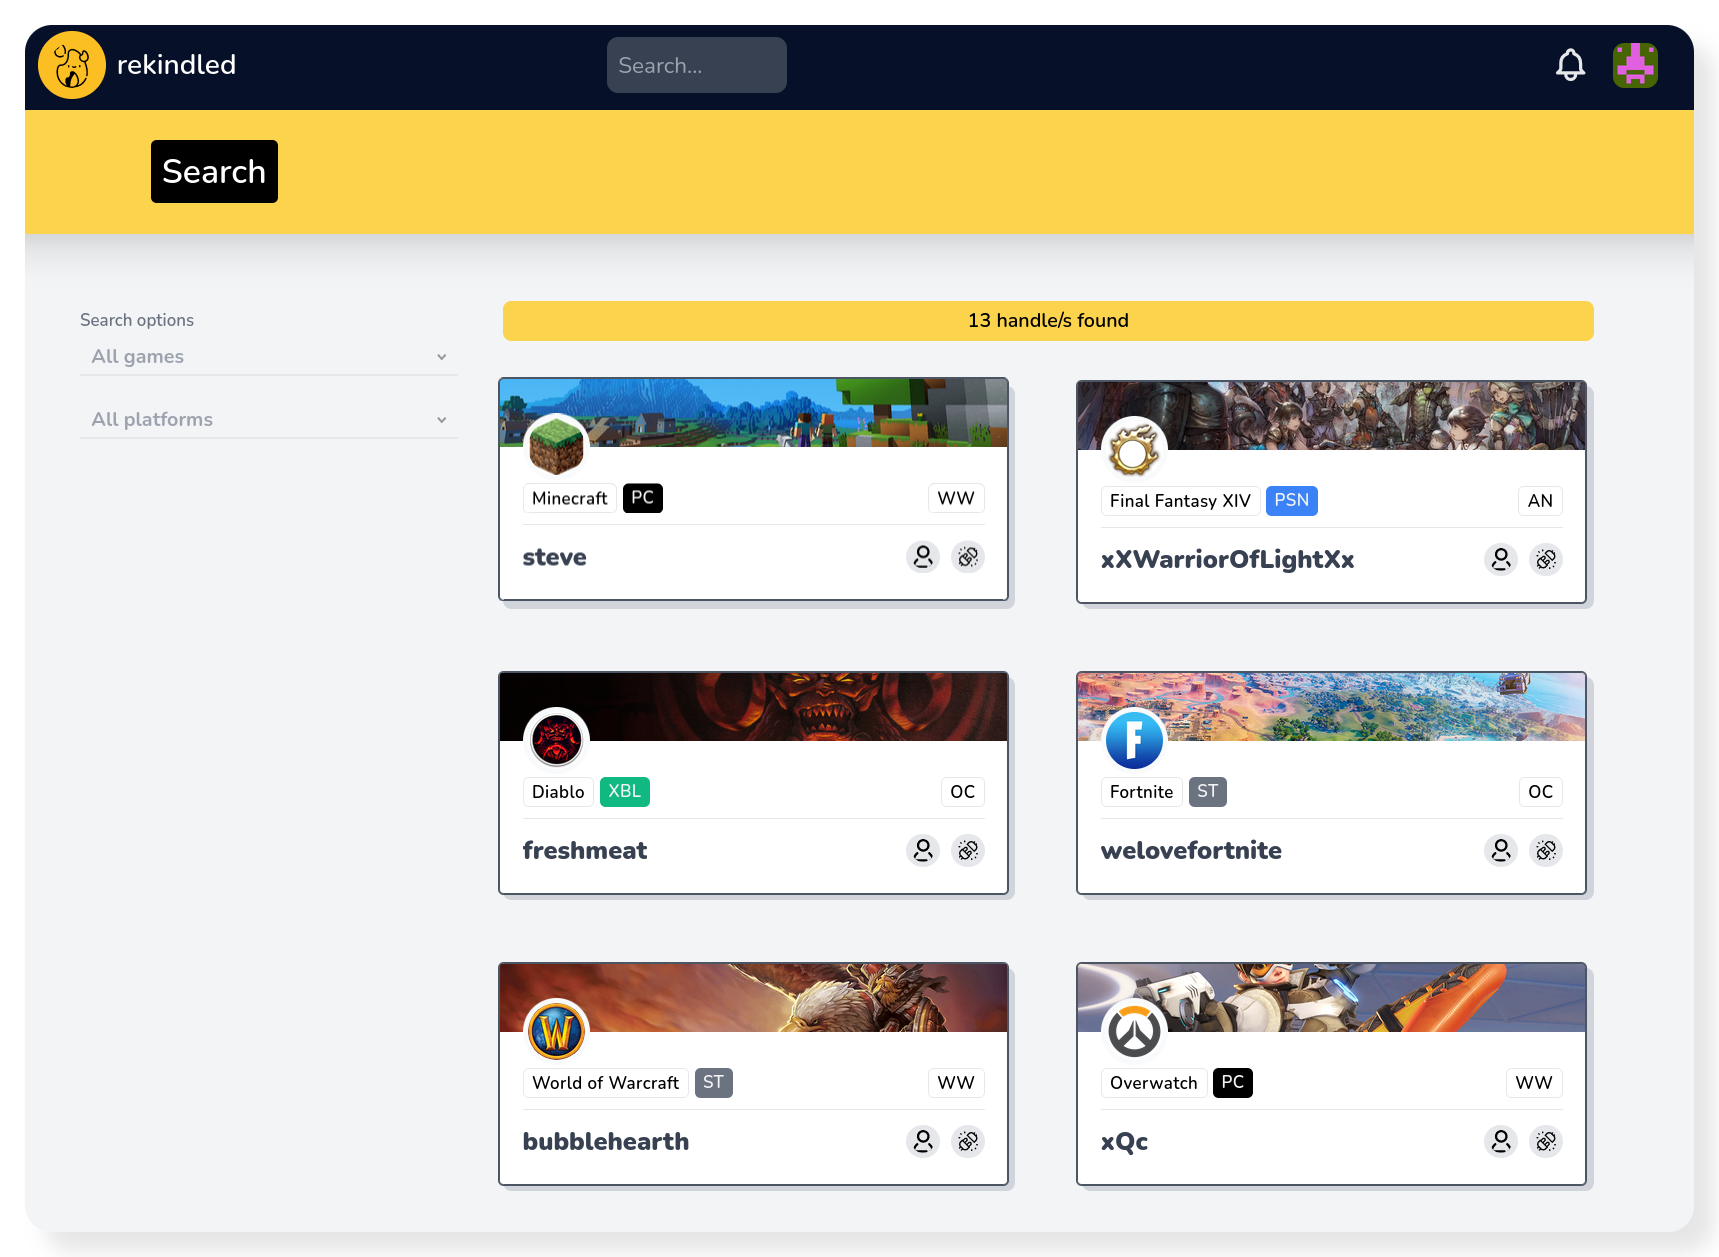 rekindled
Search...
Search
Search options
All games
All platforms
13 handle/s found
Minecraft PC WW
steve
Final Fantasy XIV PSN AN
xXWarriorOfLightXx
Diablo XBL OC
freshmeat
F
Fortnite ST OC
welovefortnite
W
World of Warcraft ST WW
bubblehearth
Overwatch PC WW
xQc